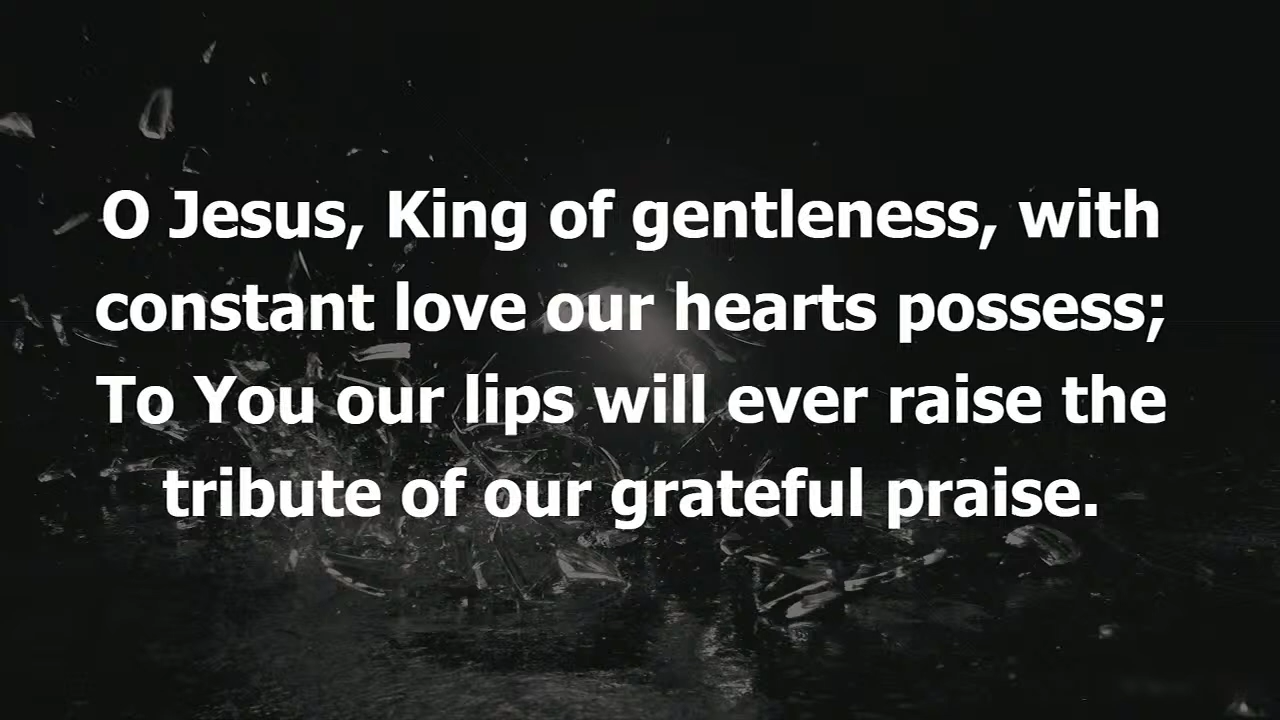 O Jesus, King of gentleness, with
constant love our hearts possess;
To You our lips will ever raise the
tribute of our grateful praise.